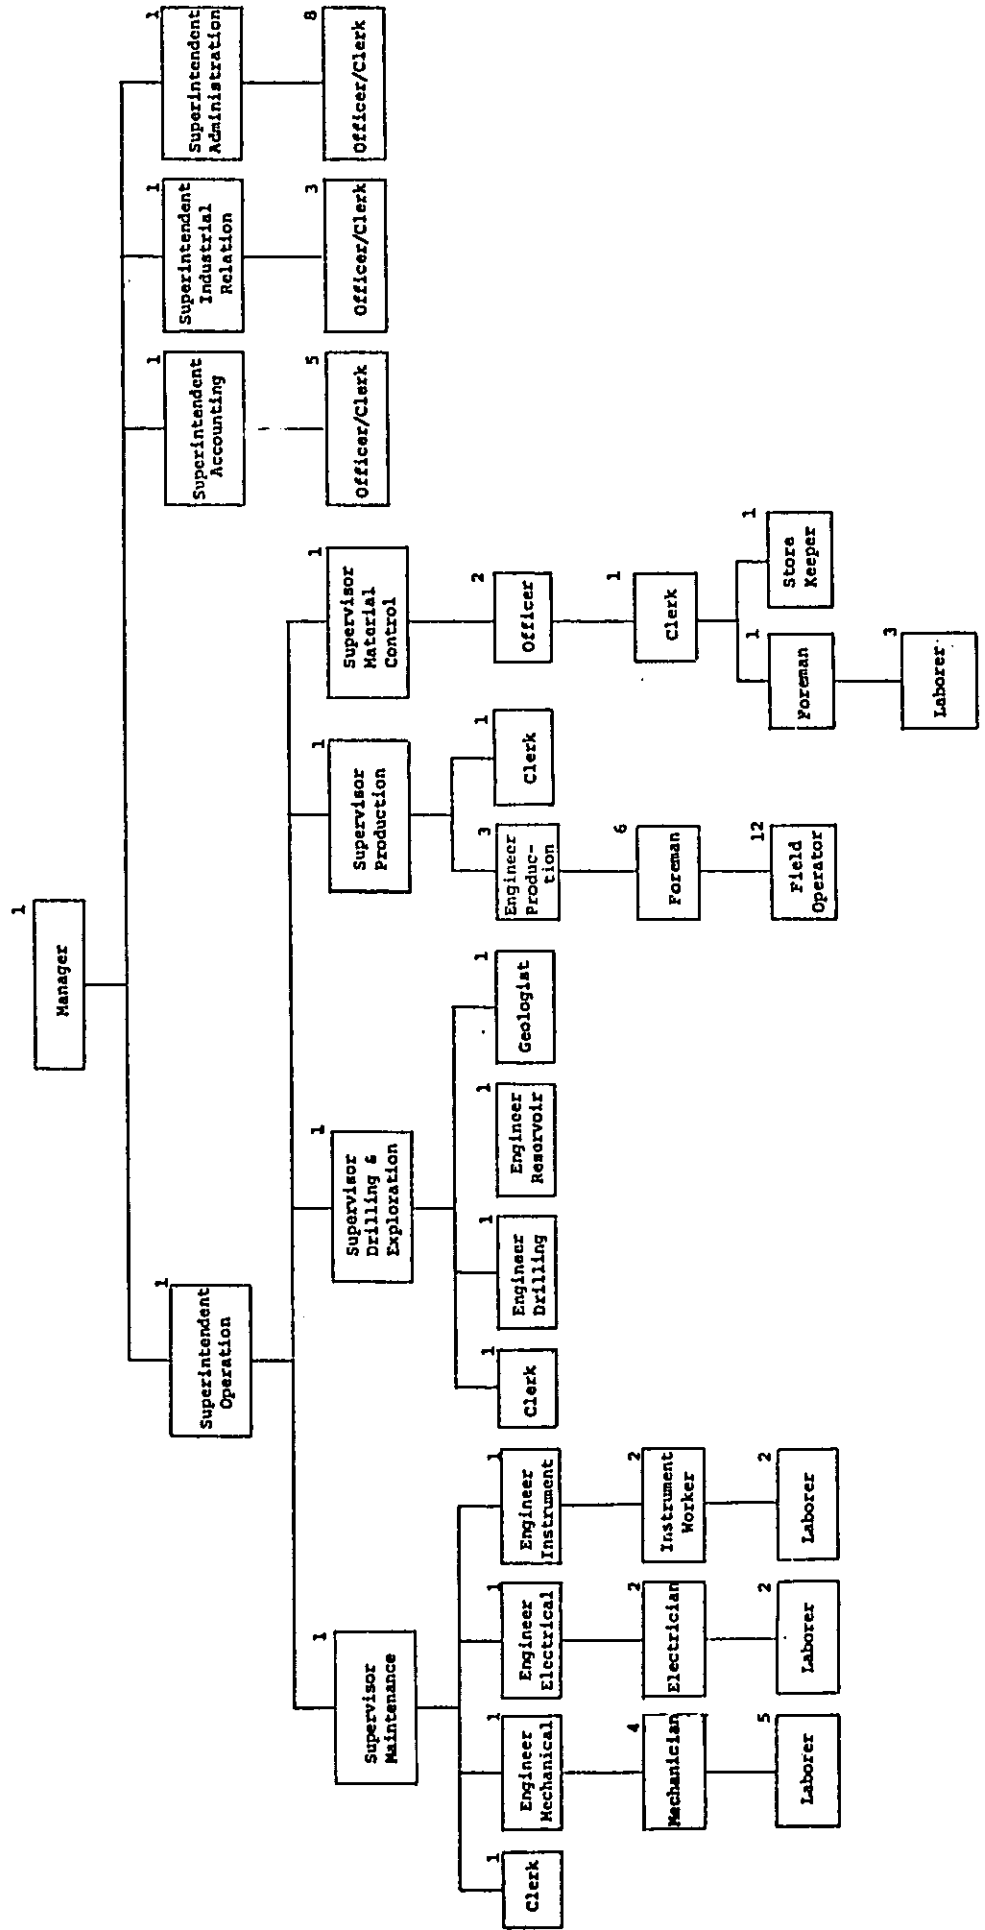 1
Manager
1
Superintendent
Operation
1
Superintendent
Accounting
1
Superintendent
Industrial
Relation
1
Superintendent
Administration
1
Supervisor
Maintenance
1
Supervisor
Drilling &
Exploration
1
Supervisor
Production
1
Supervisor
Material
Control
5
Officer/Clerk
3
Officer/Clerk
8
Officer/Clerk
1
Clerk
1
Engineer
Mechanical
1
Engineer
Electrical
1
Engineer
Instrument
1
Clerk
1
Engineer
Drilling
1
Engineer
Reservoir
1
Geologist
3
Engineer
Produc-
tion
1
Clerk
2
Officer
4
Mechanician
2
Electrician
2
Instrument
Worker
6
Foreman
1
Clerk
5
Laborer
2
Laborer
2
Laborer
12
Field
Operator
1
Foreman
1
Store
Keeper
3
Laborer